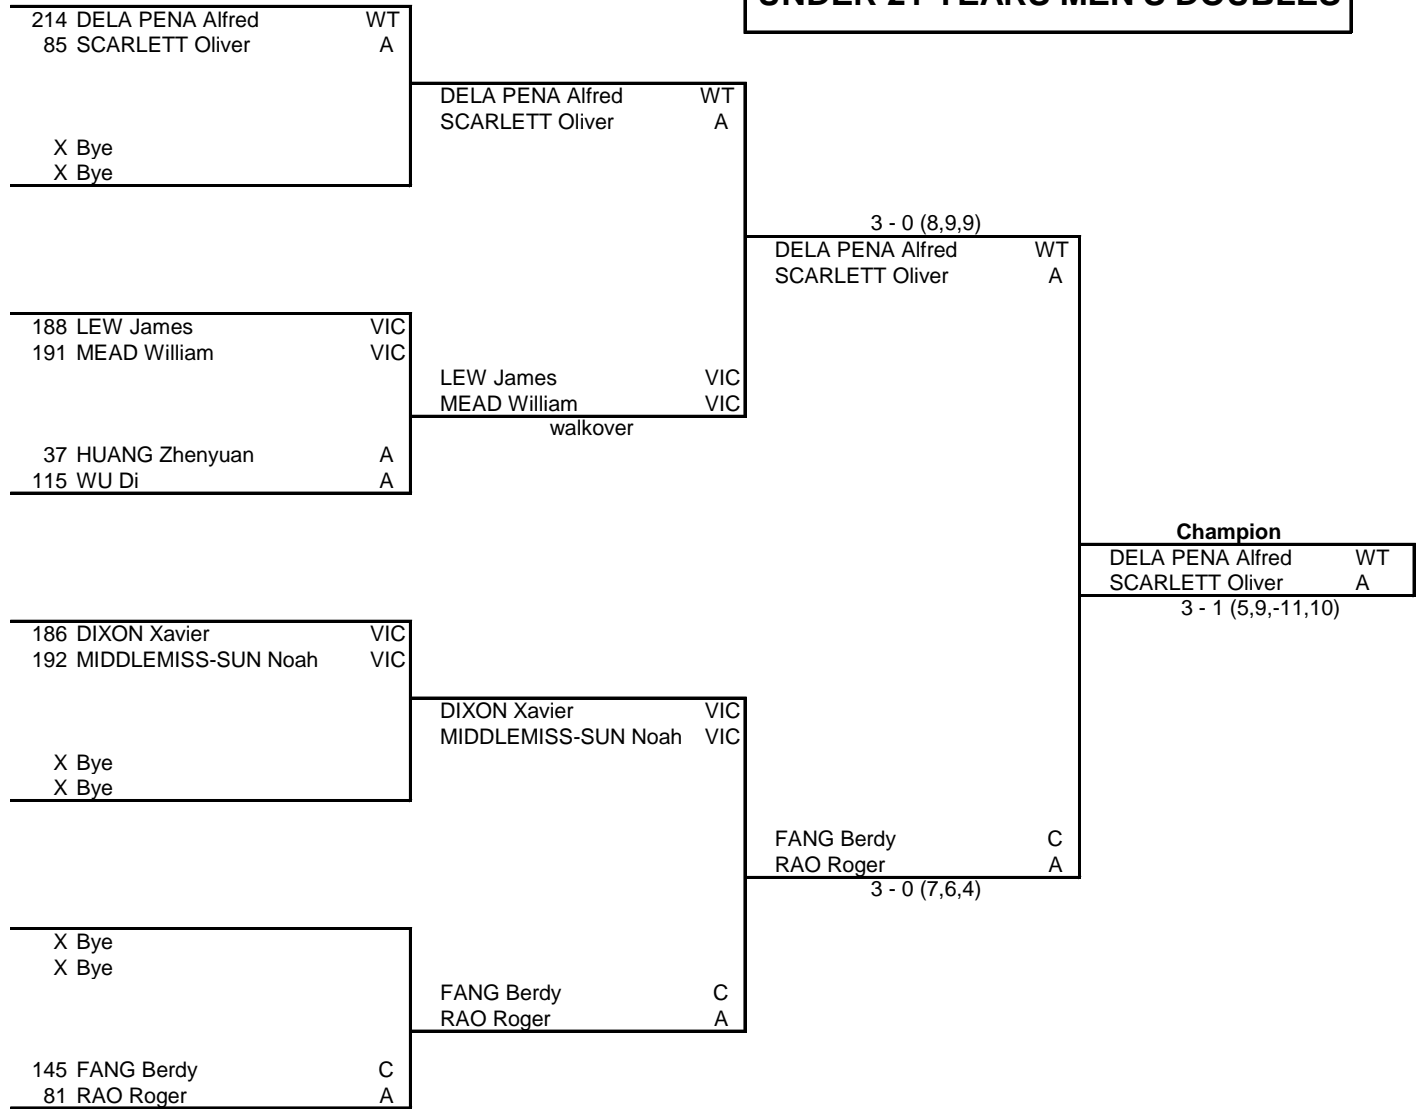 UNDER 21 YEARS MEN'S DOUBLES
214 DELA PENA Alfred WT
85 SCARLETT Oliver A
X Bye
X Bye
188 LEW James VIC
191 MEAD William VIC
37 HUANG Zhenyuan A
115 WU Di A
186 DIXON Xavier VIC
192 MIDDLEMISS-SUN Noah VIC
X Bye
X Bye
X Bye
X Bye
145 FANG Berdy C
81 RAO Roger A
DELA PENA Alfred WT
SCARLETT Oliver A
LEW James VIC
MEAD William VIC
walkover
DIXON Xavier VIC
MIDDLEMISS-SUN Noah VIC
FANG Berdy C
RAO Roger A
3 - 0 (8,9,9)
DELA PENA Alfred WT
SCARLETT Oliver A
FANG Berdy C
RAO Roger A
3 - 0 (7,6,4)
Champion
DELA PENA Alfred WT
SCARLETT Oliver A
3 - 1 (5,9,-11,10)